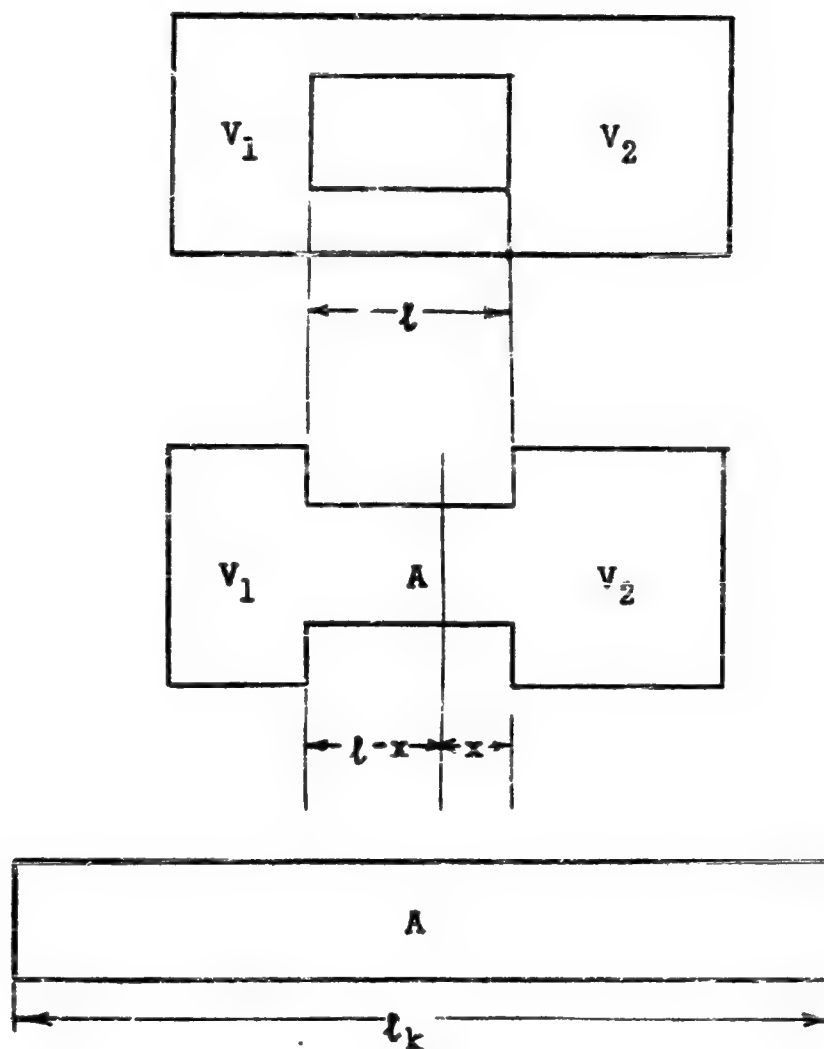 V₁ V₂
ℓ
V₁ A V₂
ℓ-x x
A
ℓₖ